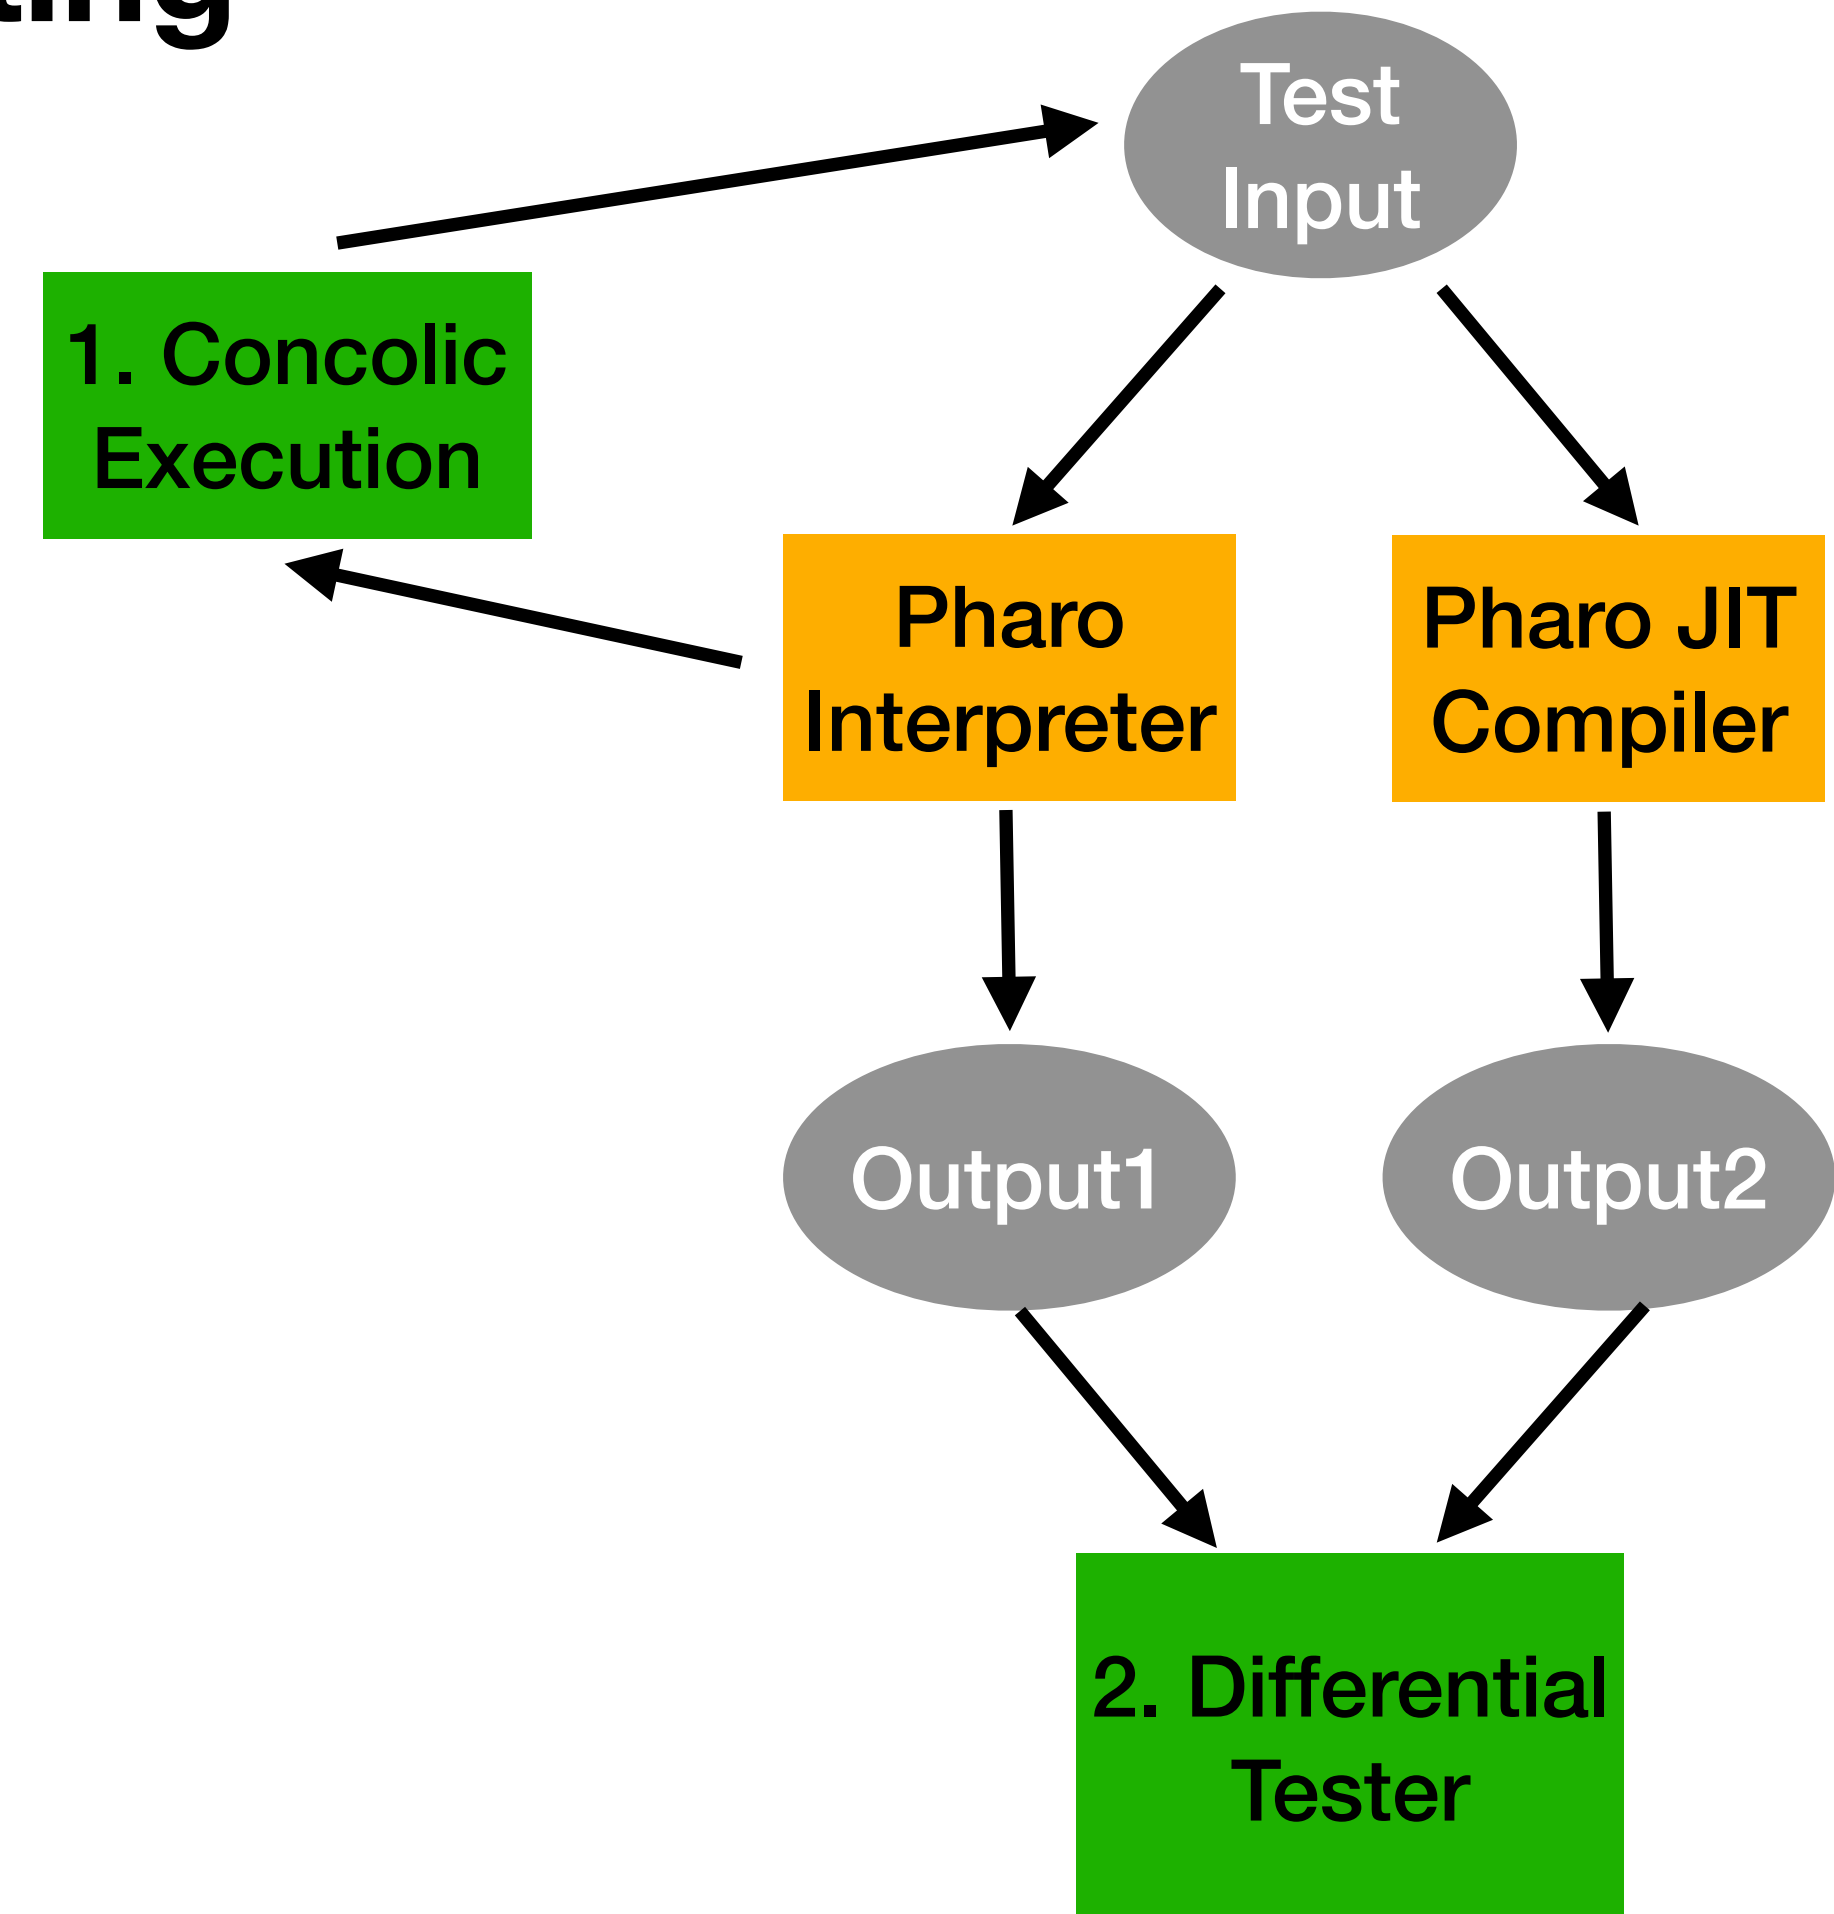 Test
Input
1. Concolic
Execution
Pharo
Interpreter
Pharo JIT
Compiler
Output1
Output2
2. Differential
Tester